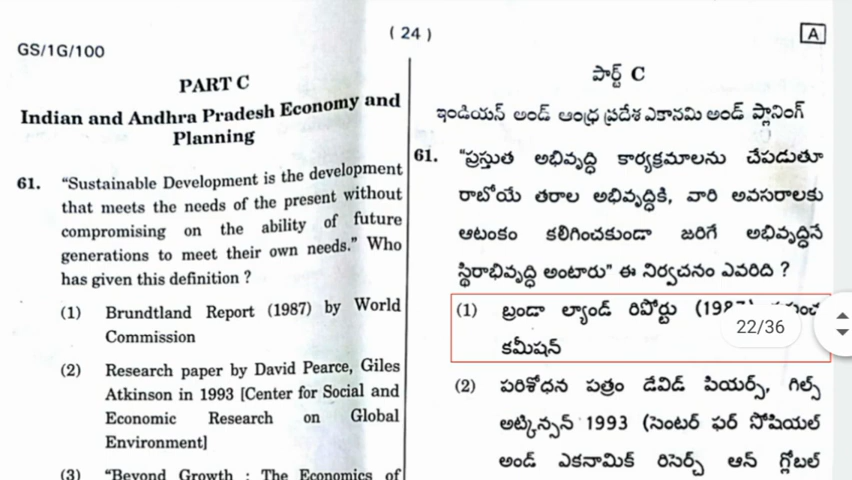 ( 24 )
A
GS/1G/100
PART C
Indian and Andhra Pradesh Economy and
Planning
61. "Sustainable Development is the development
that meets the needs of the present without
compromising on the ability of future
generations to meet their own needs." Who
has given this definition ?
(1) Brundtland Report (1987) by World
Commission
(2) Research paper by David Pearce, Giles
Atkinson in 1993 [Center for Social and
Economic Research on Global
Environment]
(3) "Beyond Growth : The Economics of
పార్ట్ C
ఇండియన్ అండ్ ఆంధ్ర ప్రదేశ ఎకానమి అండ్ ప్లానింగ్
61. "ప్రస్తుత అభివృద్ధి కార్యక్రమాలను చేపడుతూ
రాబోయే తరాల అభివృద్ధికి, వారి అవసరాలకు
ఆటంకం కలిగించకుండా జరిగే అభివృద్ధినే
స్థిరాభివృద్ధి అంటారు" ఈ నిర్వచనం ఎవరిది ?
(1) బ్రండా ల్యాండ్ రిపోర్టు
కమీషన్
22/36
(2) పరిశోధన పత్రం డేవిడ్ పియర్స్, గిల్స్
అట్కిన్సన్ 1993 (సెంటర్ ఫర్ సోషియల్
అండ్ ఎకనామిక్ రిసెర్చ్ ఆన్ గ్లోబల్